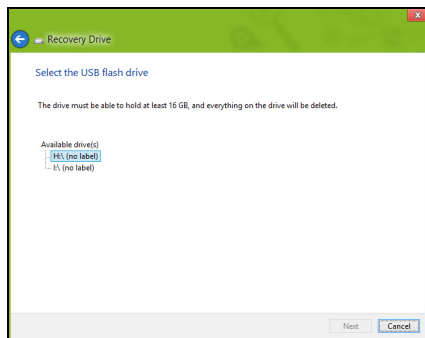 Recovery Drive
Select the USB flash drive
The drive must be able to hold at least 16 GB, and everything on the drive will be deleted.
Available drive(s)
H:\ (no label)
I:\ (no label)
Next
Cancel